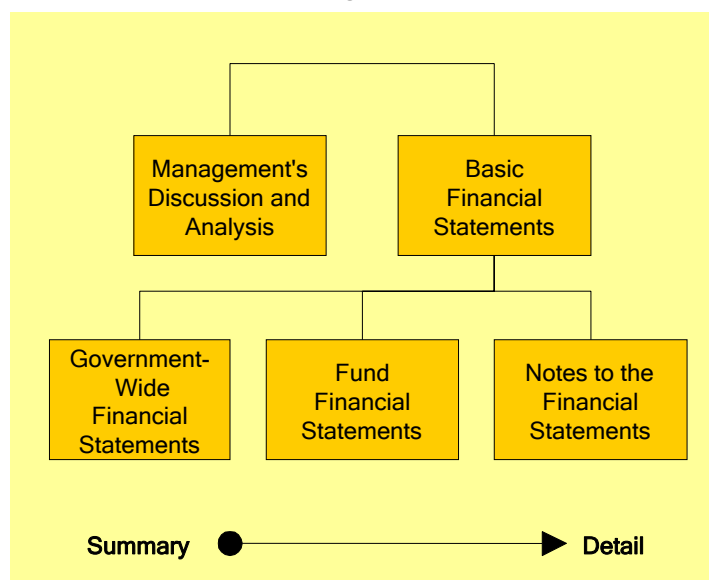 Management's
Discussion and
Analysis
Basic
Financial
Statements
Government-
Wide
Financial
Statements
Fund
Financial
Statements
Notes to the
Financial
Statements
Summary
Detail